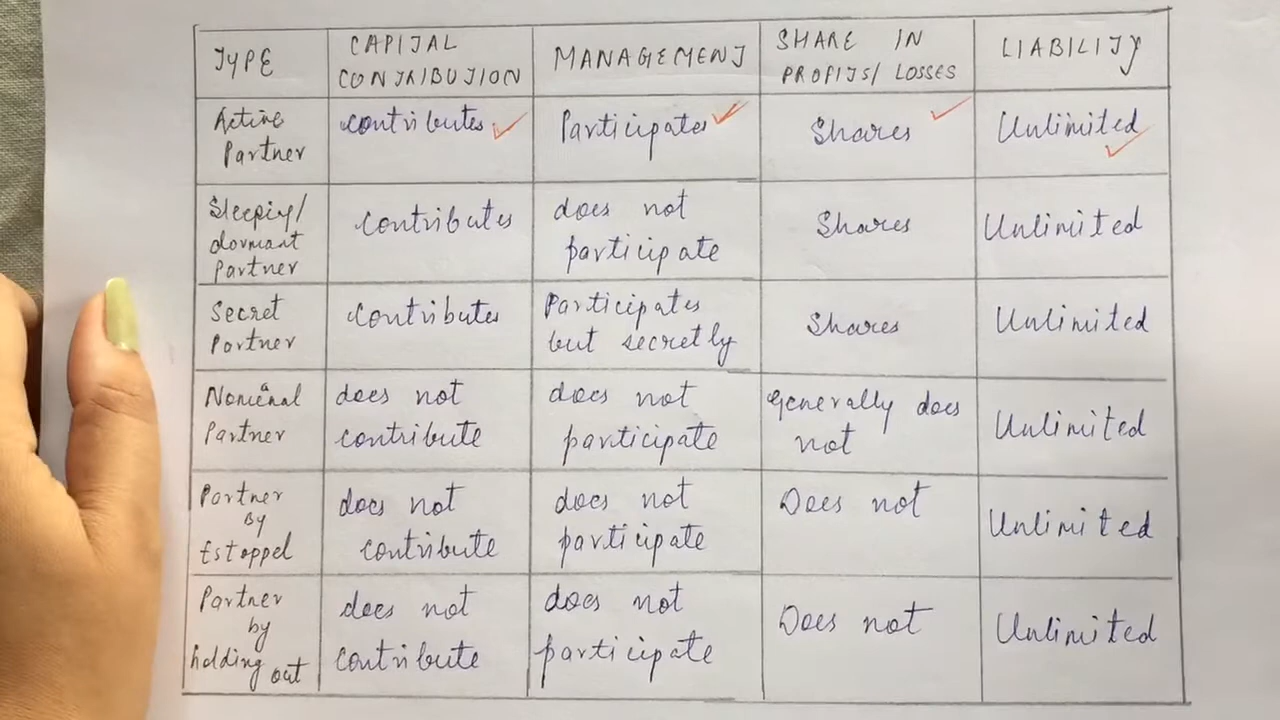 TYPE
CAPITAL
CONTRIBUTION
MANAGEMENT
SHARE IN
PROFITS/ LOSSES
LIABILITY
Active
Partner
contributes
Participates
Shares
Unlimited
Sleeping/
dormant
Partner
contributes
does not
participate
Shares
Unlimited
Secret
Partner
contributes
Participates
but secretly
Shares
Unlimited
Nominal
Partner
does not
contribute
does not
participate
Generally does
not
Unlimited
Partner
By
Estoppel
does not
contribute
does not
participate
Does not
Unlimited
Partner
by
holding out
does not
contribute
does not
participate
Does not
Unlimited